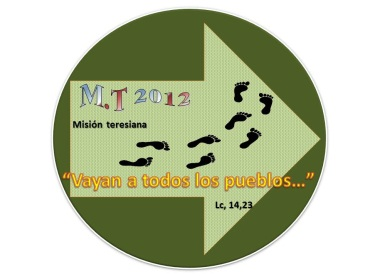 M.T 2012
Misión teresiana
“Vayan a todos los pueblos...”
Lc, 14,23